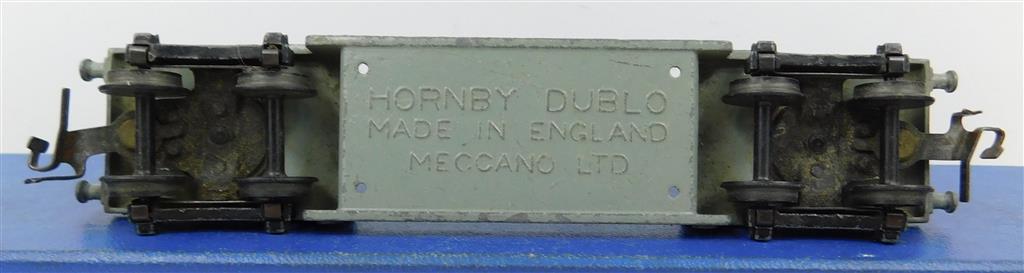 HORNBY DUBLO
MADE IN ENGLAND
MECCANO LTD